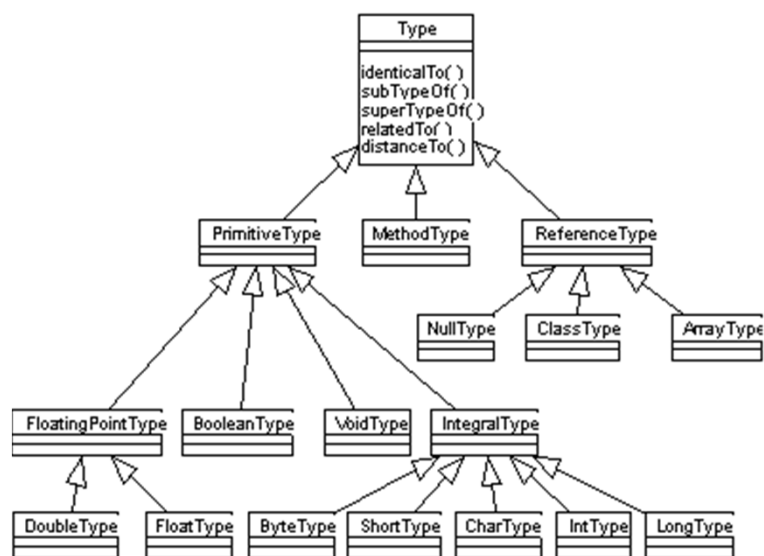 Type
identicalTo( )
subTypeOf( )
superTypeOf( )
relatedTo( )
distanceTo( )
PrimitiveType
MethodType
ReferenceType
NullType
ClassType
ArrayType
FloatingPointType
BooleanType
VoidType
IntegralType
DoubleType
FloatType
ByteType
ShortType
CharType
IntType
LongType